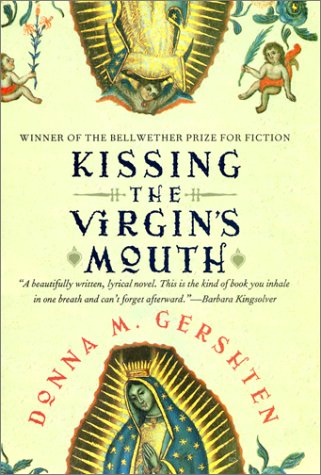 WINNER OF THE BELLWETHER PRIZE FOR FICTION
KISSING
THE
VIRGIN'S
MOUTH
"A beautifully written, lyrical novel. This is the kind of book you inhale
in one breath and can't forget afterward."—Barbara Kingsolver
DONNA M. GERSHTEN